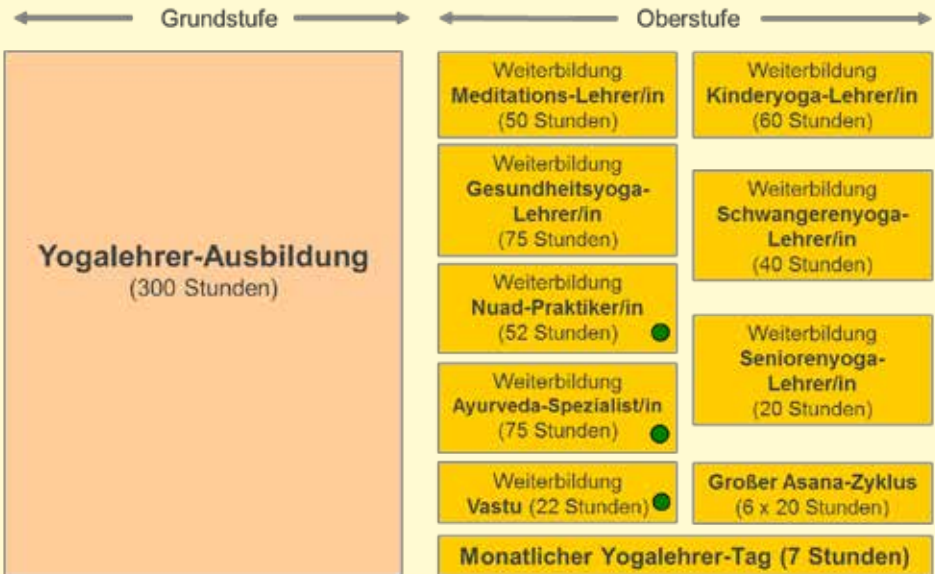 Grundstufe
Oberstufe
Yogalehrer-Ausbildung
(300 Stunden)
Weiterbildung
Meditations-Lehrer/in
(50 Stunden)
Weiterbildung
Gesundheitsyoga-
Lehrer/in
(75 Stunden)
Weiterbildung
Nuad-Praktiker/in
(52 Stunden)
Weiterbildung
Ayurveda-Spezialist/in
(75 Stunden)
Weiterbildung
Vastu (22 Stunden)
Weiterbildung
Kinderyoga-Lehrer/in
(60 Stunden)
Weiterbildung
Schwangerenyoga-
Lehrer/in
(40 Stunden)
Weiterbildung
Seniorenyoga-
Lehrer/in
(20 Stunden)
Großer Asana-Zyklus
(6 x 20 Stunden)
Monatlicher Yogalehrer-Tag (7 Stunden)